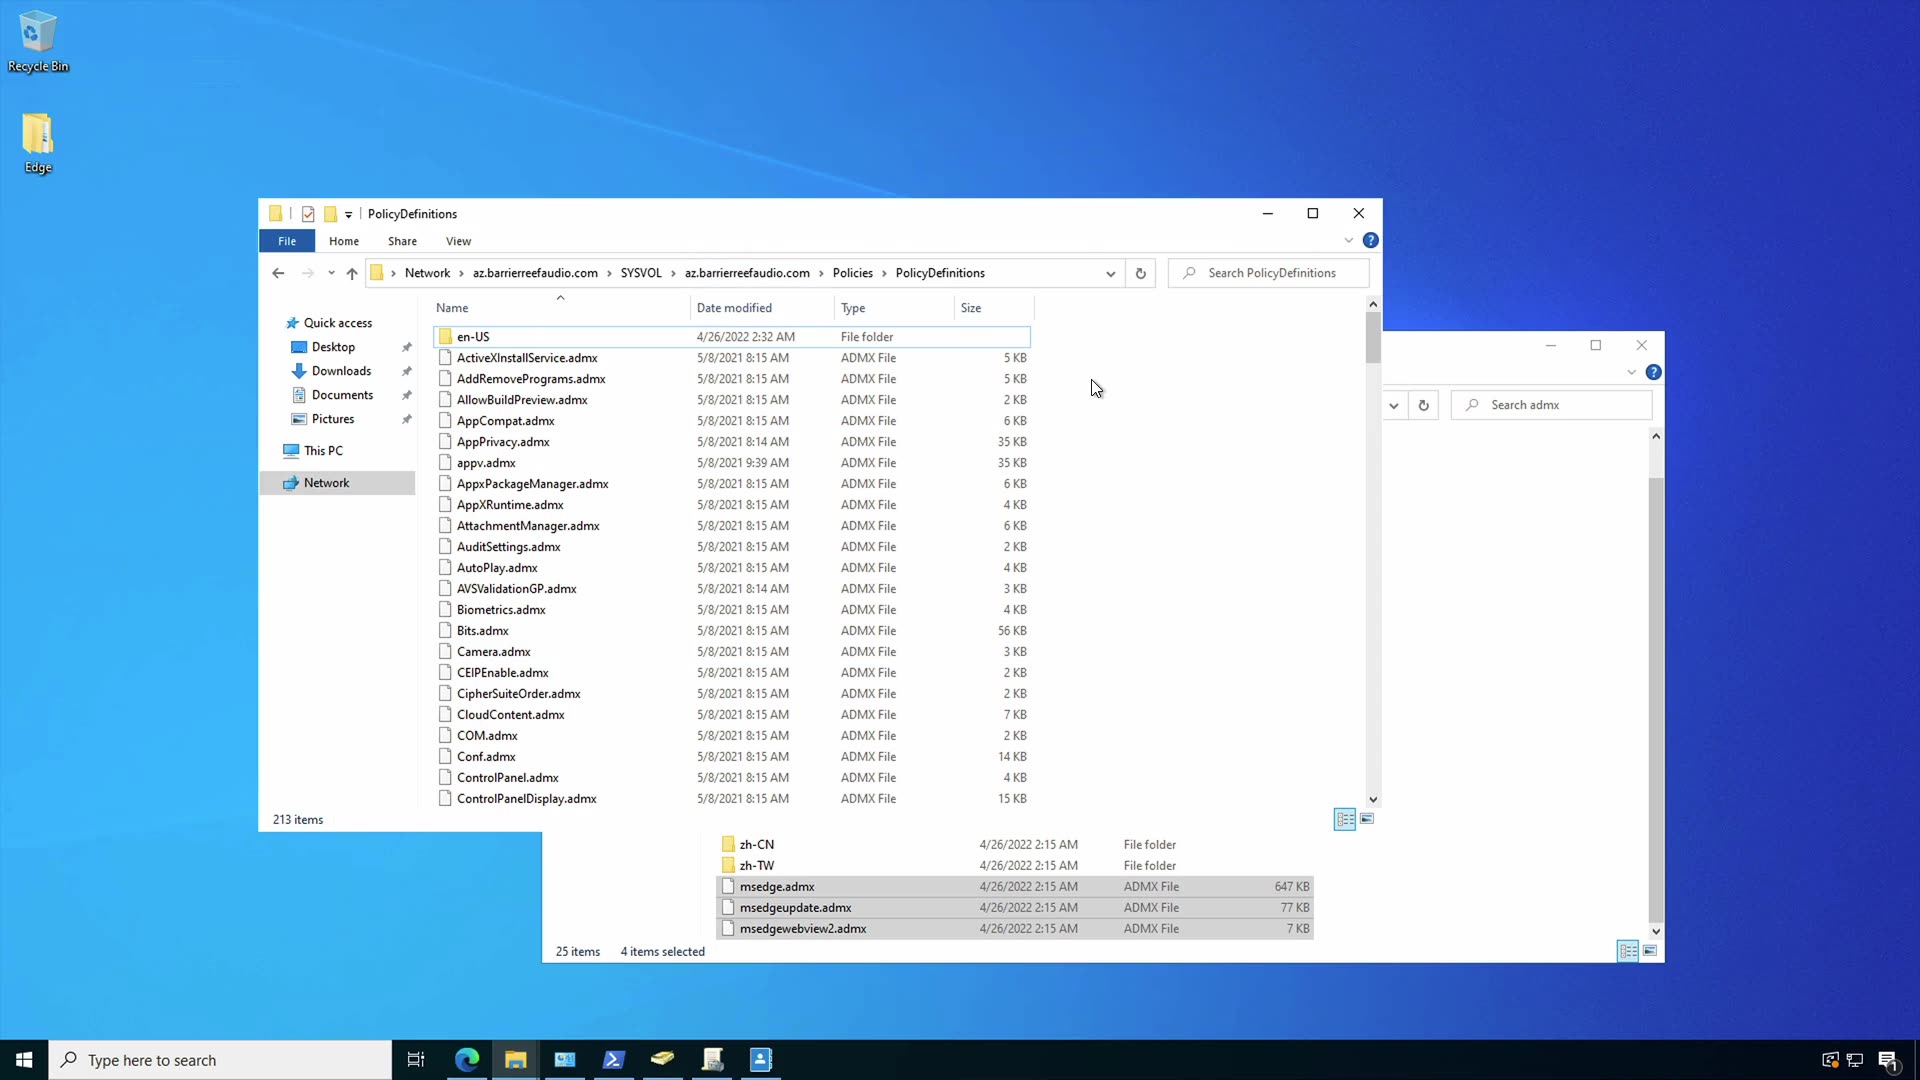 Recycle Bin
Edge
PolicyDefinitions
File Home Share View
Network az.barrierreefaudio.com SYSVOL az.barrierreefaudio.com Policies PolicyDefinitions
Search PolicyDefinitions
Quick access
Desktop
Downloads
Documents
Pictures
This PC
Network
Name Date modified Type Size
en-US 4/26/2022 2:32 AM File folder
ActiveXInstallService.admx 5/8/2021 8:15 AM ADMX File 5 KB
AddRemovePrograms.admx 5/8/2021 8:15 AM ADMX File 5 KB
AllowBuildPreview.admx 5/8/2021 8:15 AM ADMX File 2 KB
AppCompat.admx 5/8/2021 8:15 AM ADMX File 6 KB
AppPrivacy.admx 5/8/2021 8:14 AM ADMX File 35 KB
appv.admx 5/8/2021 9:39 AM ADMX File 35 KB
AppxPackageManager.admx 5/8/2021 8:15 AM ADMX File 6 KB
AppXRuntime.admx 5/8/2021 8:15 AM ADMX File 4 KB
AttachmentManager.admx 5/8/2021 8:15 AM ADMX File 6 KB
AuditSettings.admx 5/8/2021 8:15 AM ADMX File 2 KB
AutoPlay.admx 5/8/2021 8:15 AM ADMX File 4 KB
AVSValidationGP.admx 5/8/2021 8:14 AM ADMX File 3 KB
Biometrics.admx 5/8/2021 8:15 AM ADMX File 4 KB
Bits.admx 5/8/2021 8:15 AM ADMX File 56 KB
Camera.admx 5/8/2021 8:15 AM ADMX File 3 KB
CEIPEnable.admx 5/8/2021 8:15 AM ADMX File 2 KB
CipherSuiteOrder.admx 5/8/2021 8:15 AM ADMX File 2 KB
CloudContent.admx 5/8/2021 8:15 AM ADMX File 7 KB
COM.admx 5/8/2021 8:15 AM ADMX File 2 KB
Conf.admx 5/8/2021 8:15 AM ADMX File 14 KB
ControlPanel.admx 5/8/2021 8:15 AM ADMX File 4 KB
ControlPanelDisplay.admx 5/8/2021 8:15 AM ADMX File 15 KB
213 items
Search admx
zh-CN 4/26/2022 2:15 AM File folder
zh-TW 4/26/2022 2:15 AM File folder
msedge.admx 4/26/2022 2:15 AM ADMX File 647 KB
msedgeupdate.admx 4/26/2022 2:15 AM ADMX File 77 KB
msedgewebview2.admx 4/26/2022 2:15 AM ADMX File 7 KB
25 items 4 items selected
Type here to search
1